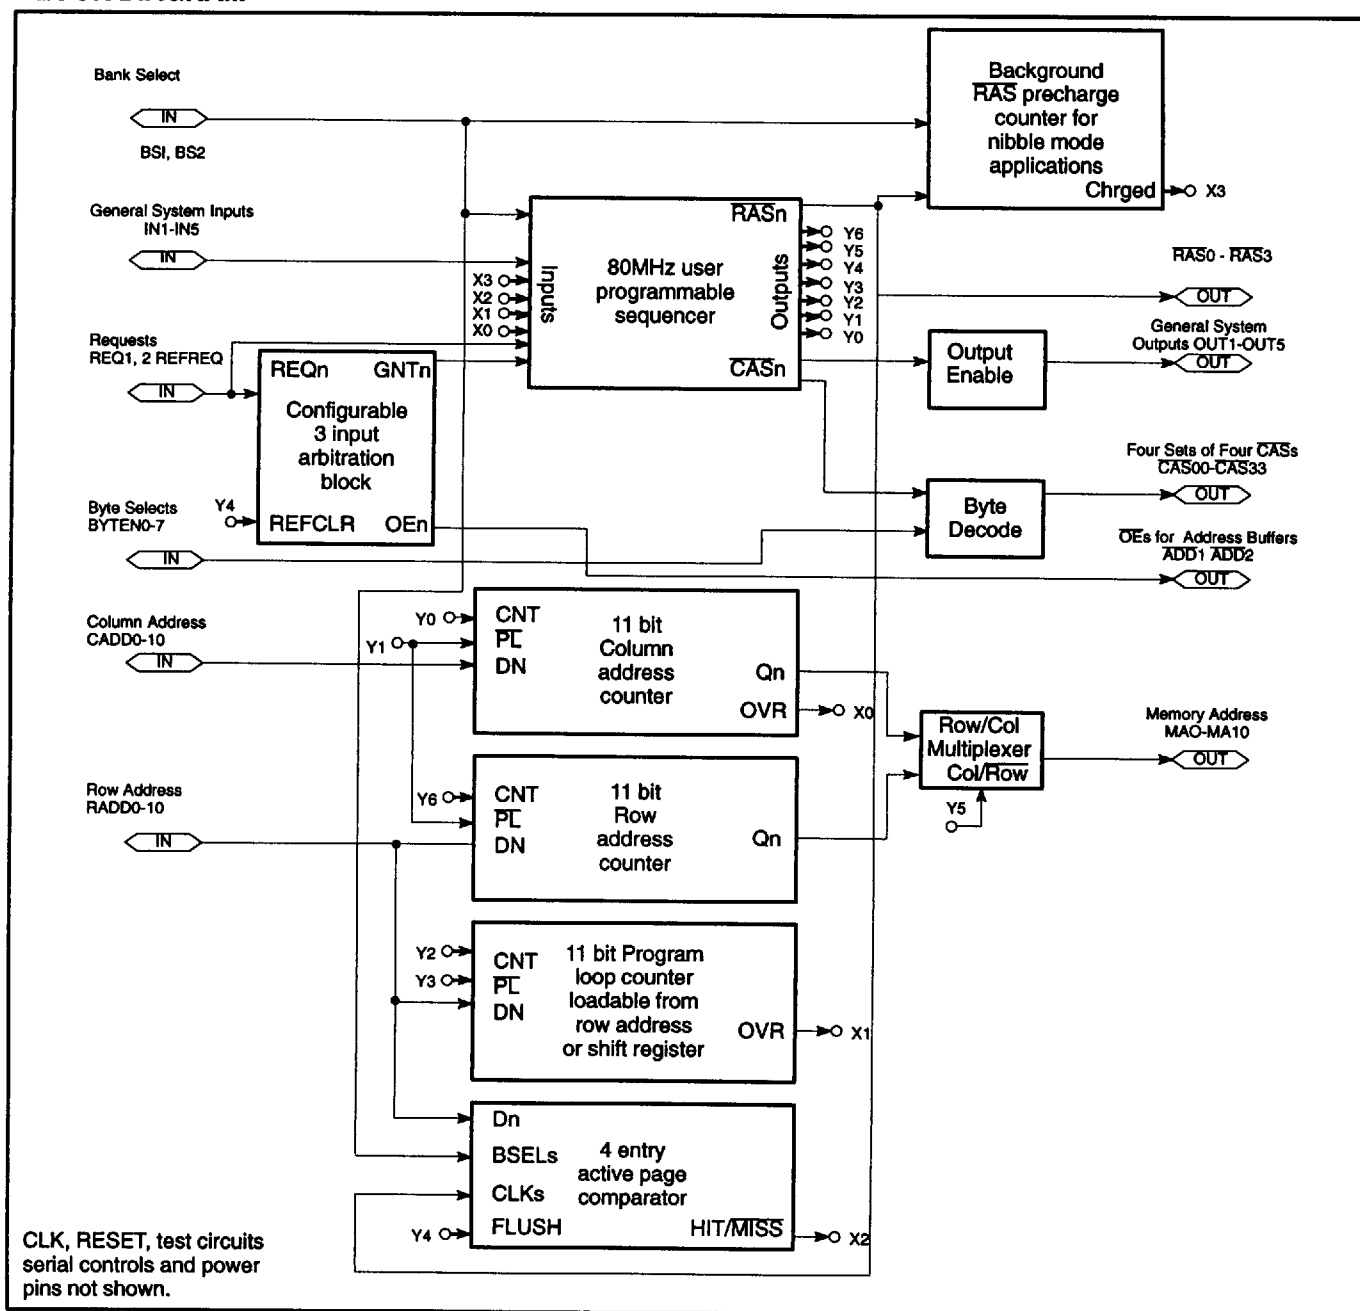 Bank Select
IN
BSI, BS2
General System Inputs
IN1-IN5
IN
Requests
REQ1, 2 REFREQ
IN
Byte Selects
BYTEN0-7
IN
Column Address
CADD0-10
IN
Row Address
RADD0-10
IN
Background
RAS precharge
counter for
nibble mode
applications
Chrged
X3
RASn
Inputs
80MHz user
programmable
sequencer
Outputs
CASn
X3
X2
X1
X0
Y6
Y5
Y4
Y3
Y2
Y1
Y0
RAS0 - RAS3
OUT
General System
Outputs OUT1-OUT5
OUT
Output
Enable
REQn GNTn
Configurable
3 input
arbitration
block
Y4
REFCLR OEn
Four Sets of Four CASs
CAS00-CAS33
OUT
Byte
Decode
OEs for Address Buffers
ADD1 ADD2
OUT
Y0
Y1
CNT
PL
DN
11 bit
Column
address
counter
Qn
OVR
X0
Row/Col
Multiplexer
Col/Row
Y5
Memory Address
MAO-MA10
OUT
Y6
CNT
PL
DN
11 bit
Row
address
counter
Qn
Y2
Y3
CNT
PL
DN
11 bit Program
loop counter
loadable from
row address
or shift register
OVR
X1
Dn
BSELs
CLKs
FLUSH
Y4
4 entry
active page
comparator
HIT/MISS
X2
CLK, RESET, test circuits
serial controls and power
pins not shown.